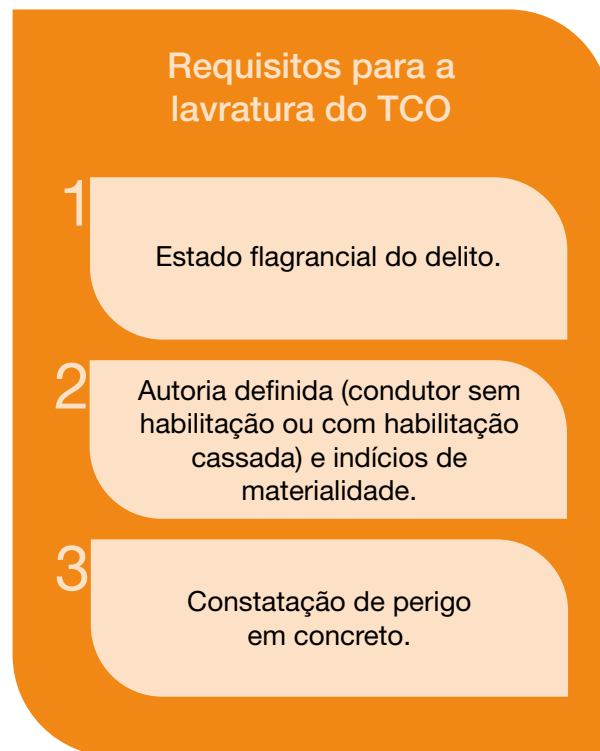 Requisitos para a
lavratura do TCO
1
Estado flagrancial do delito.
2
Autoria definida (condutor sem
habilitação ou com habilitação
cassada) e indícios de
materialidade.
3
Constatação de perigo
em concreto.